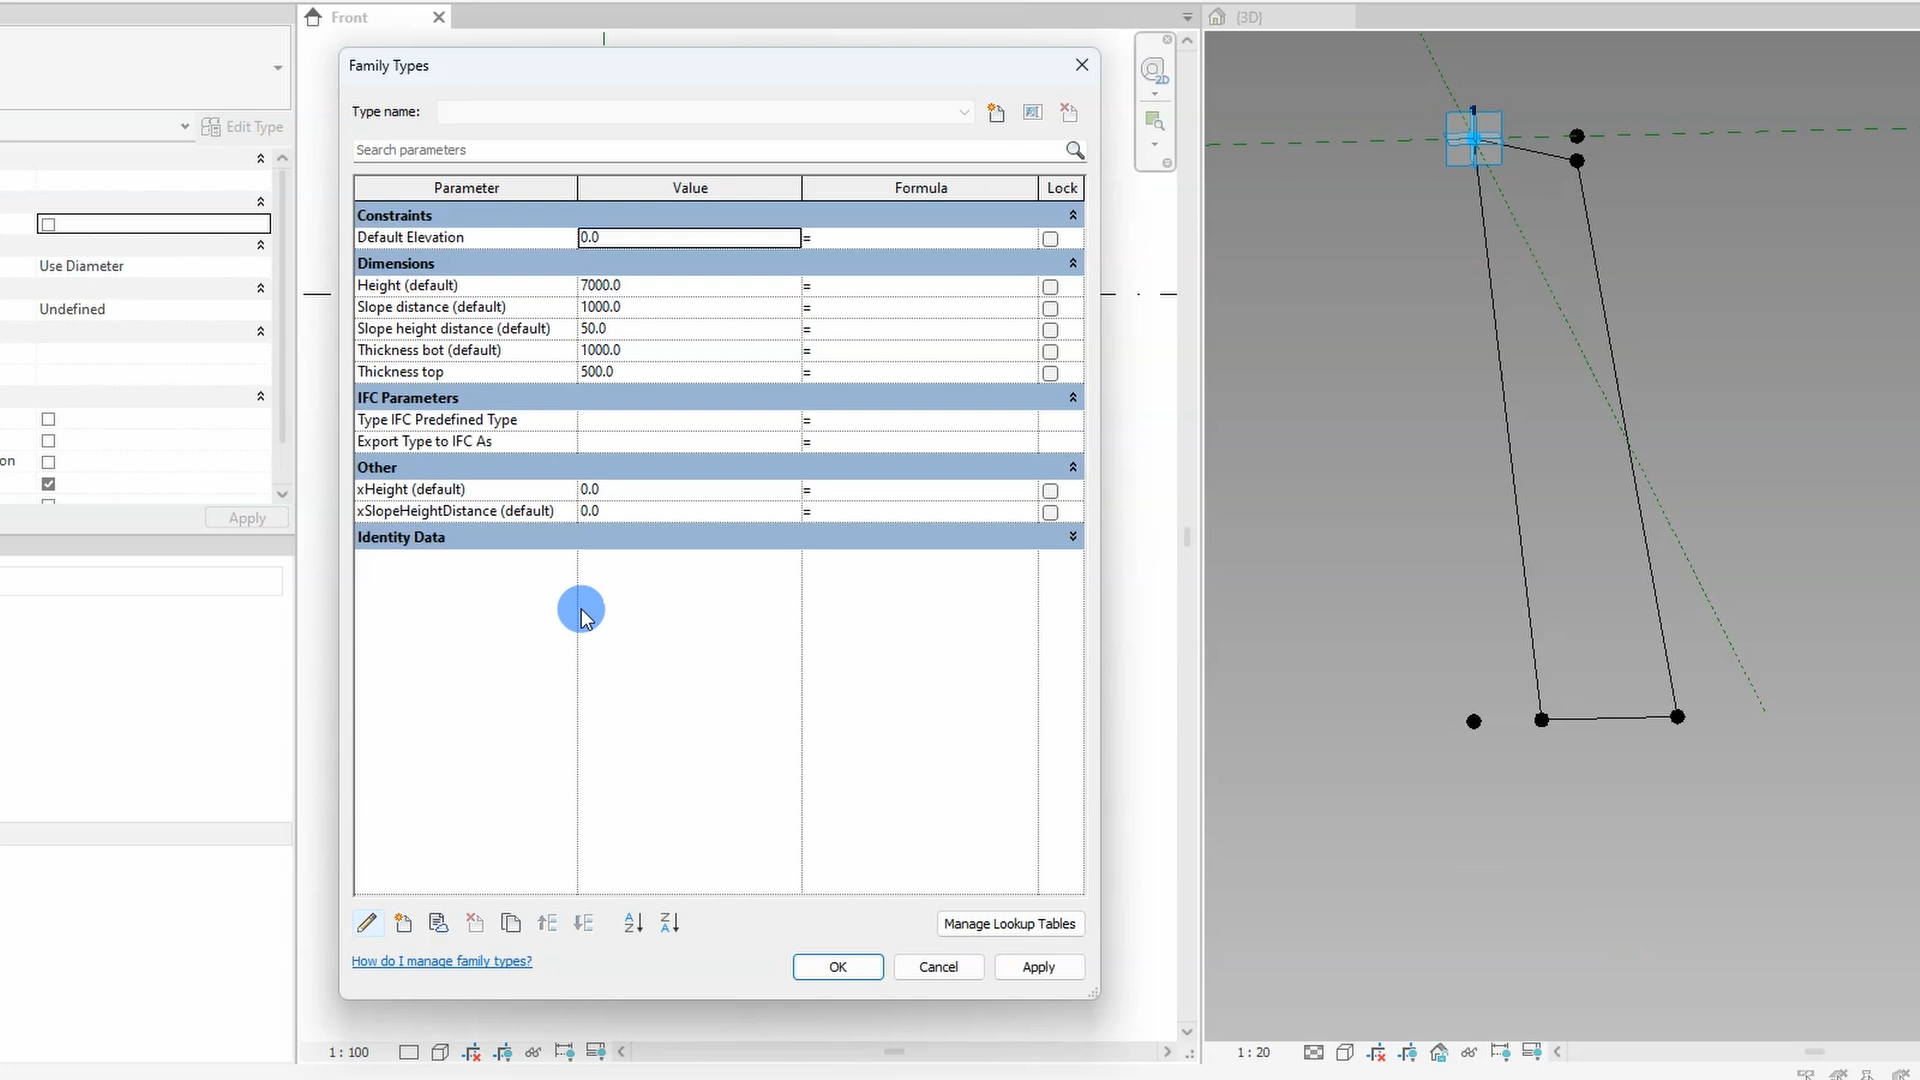 Front
{3D}
Family Types
Type name:
Edit Type
2D
Search parameters
Parameter Value Formula Lock
Constraints
Default Elevation 0.0 =
Use Diameter
Dimensions
Height (default) 7000.0 =
Slope distance (default) 1000.0 =
Undefined
Slope height distance (default) 50.0 =
Thickness bot (default) 1000.0 =
Thickness top 500.0 =
IFC Parameters
Type IFC Predefined Type =
Export Type to IFC As =
on
Other
xHeight (default) 0.0 =
xSlopeHeightDistance (default) 0.0 =
Apply
Identity Data
Manage Lookup Tables
How do I manage family types?
OK Cancel Apply
1 : 100
1 : 20